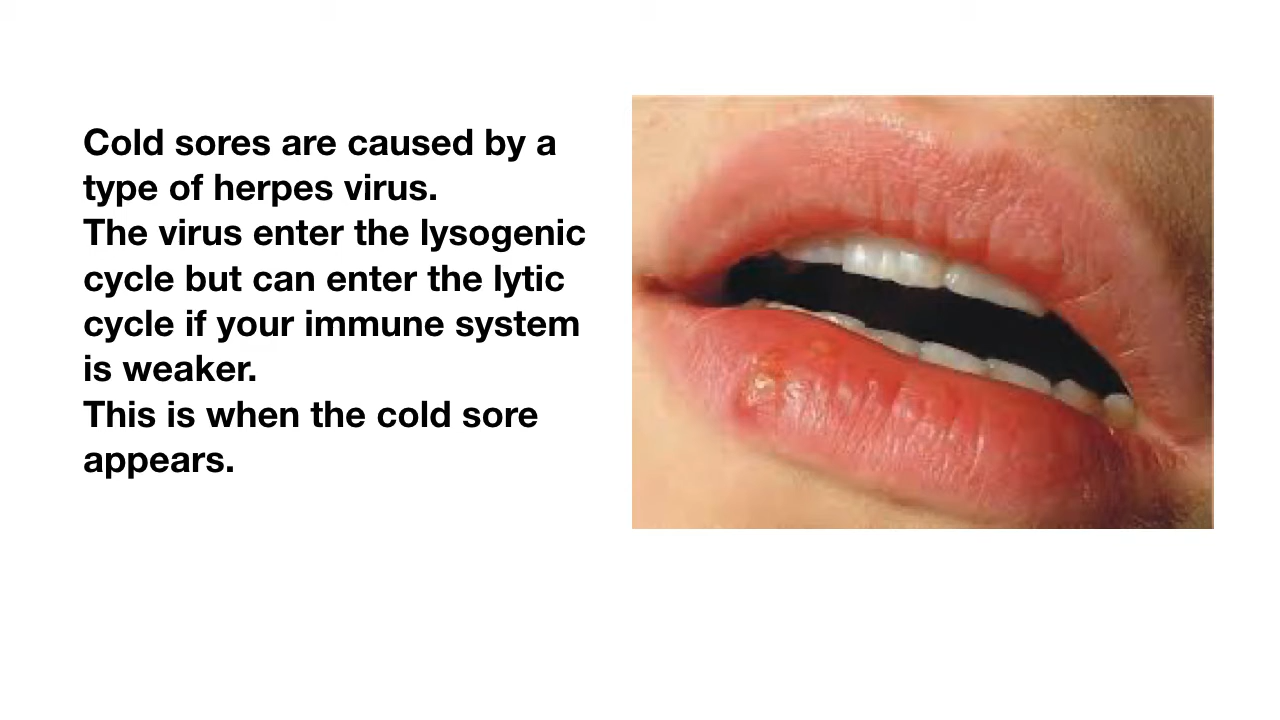 Cold sores are caused by a
type of herpes virus.
The virus enter the lysogenic
cycle but can enter the lytic
cycle if your immune system
is weaker.
This is when the cold sore
appears.